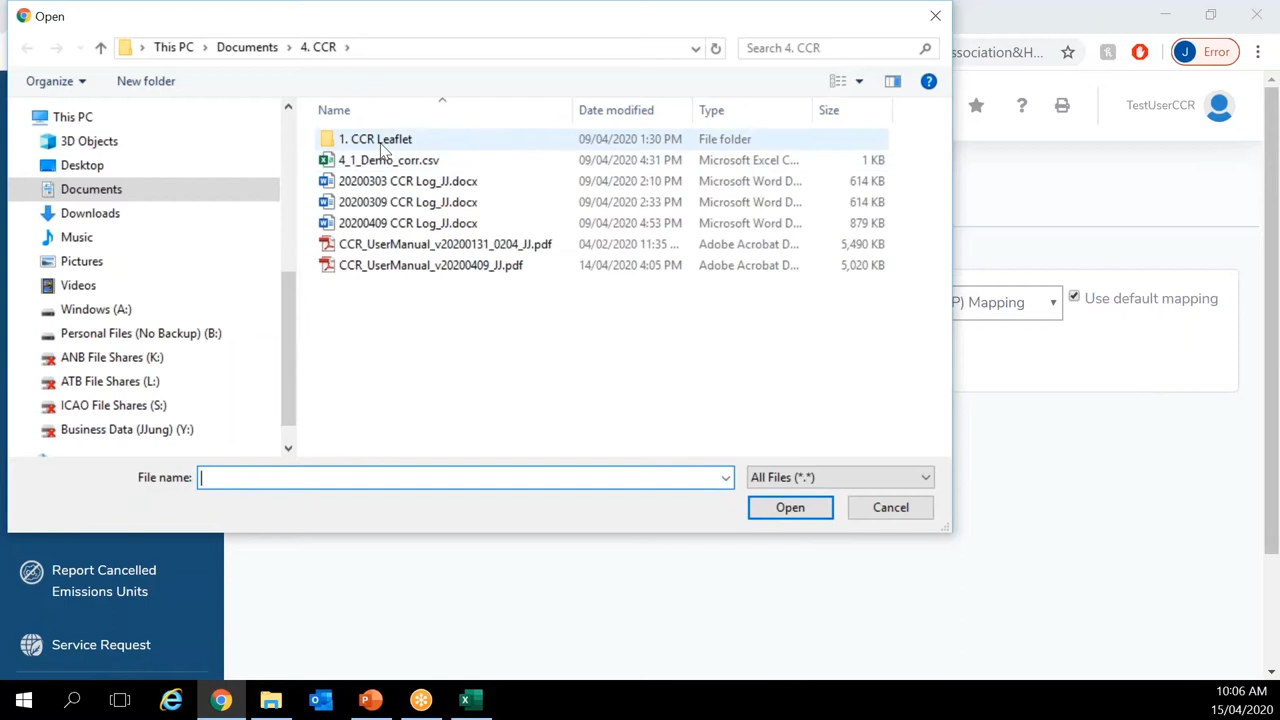 Open
This PC > Documents > 4. CCR >
Search 4. CCR
ssociation&H...
J Error
Organize
New folder
TestUserCCR
This PC
3D Objects
Desktop
Documents
Downloads
Music
Pictures
Videos
Windows (A:)
Personal Files (No Backup) (B:)
ANB File Shares (K:)
ATB File Shares (L:)
ICAO File Shares (S:)
Business Data (JJung) (Y:)
Name Date modified Type Size
1. CCR Leaflet 09/04/2020 1:30 PM File folder
4_1_Demo_corr.csv 09/04/2020 4:31 PM Microsoft Excel C... 1 KB
20200303 CCR Log_JJ.docx 09/04/2020 2:10 PM Microsoft Word D... 614 KB
20200309 CCR Log_JJ.docx 09/04/2020 2:33 PM Microsoft Word D... 614 KB
20200409 CCR Log_JJ.docx 09/04/2020 4:53 PM Microsoft Word D... 879 KB
CCR_UserManual_v20200131_0204_JJ.pdf 04/02/2020 11:35 ... Adobe Acrobat D... 5,490 KB
CCR_UserManual_v20200409_JJ.pdf 14/04/2020 4:05 PM Adobe Acrobat D... 5,020 KB
P) Mapping
Use default mapping
File name:
All Files (*.*)
Open
Cancel
Report Cancelled
Emissions Units
Service Request
10:06 AM
15/04/2020